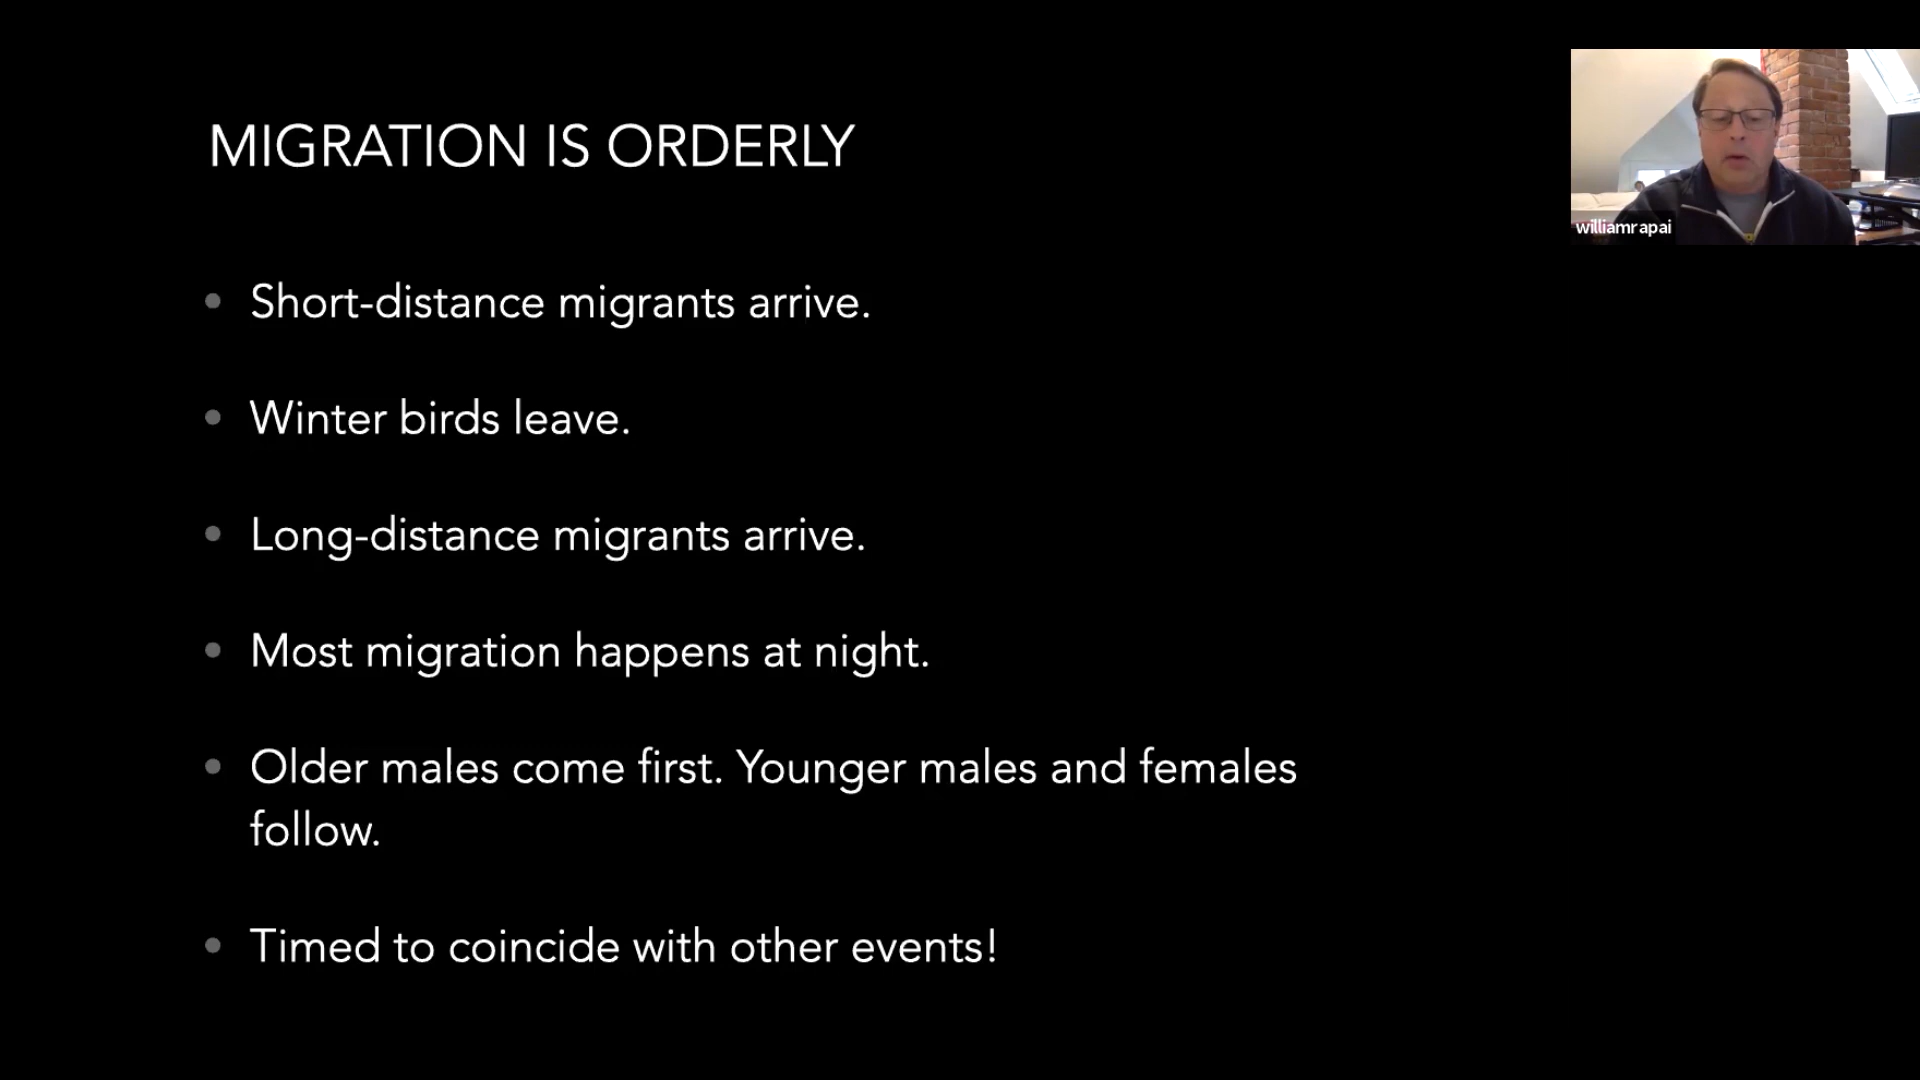 MIGRATION IS ORDERLY
williamrapai
Short-distance migrants arrive.
Winter birds leave.
Long-distance migrants arrive.
Most migration happens at night.
Older males come first. Younger males and females
follow.
Timed to coincide with other events!